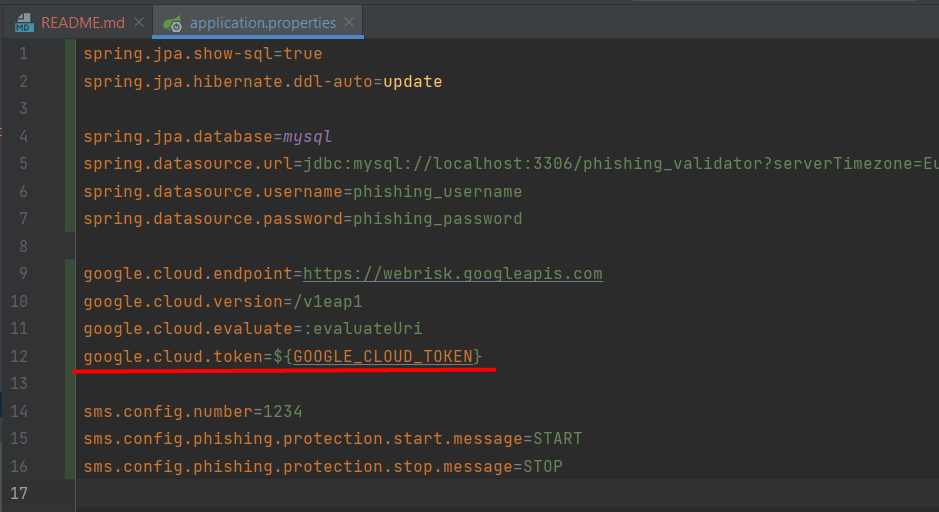 README.md
application.properties
1 spring.jpa.show-sql=true
2 spring.jpa.hibernate.ddl-auto=update
3
4 spring.jpa.database=mysql
5 spring.datasource.url=jdbc:mysql://localhost:3306/phishing_validator?serverTimezone=Eu
6 spring.datasource.username=phishing_username
7 spring.datasource.password=phishing_password
8
9 google.cloud.endpoint=https://webrisk.googleapis.com
10 google.cloud.version=/v1eap1
11 google.cloud.evaluate=:evaluateUri
12 google.cloud.token=${GOOGLE_CLOUD_TOKEN}
13
14 sms.config.number=1234
15 sms.config.phishing.protection.start.message=START
16 sms.config.phishing.protection.stop.message=STOP
17